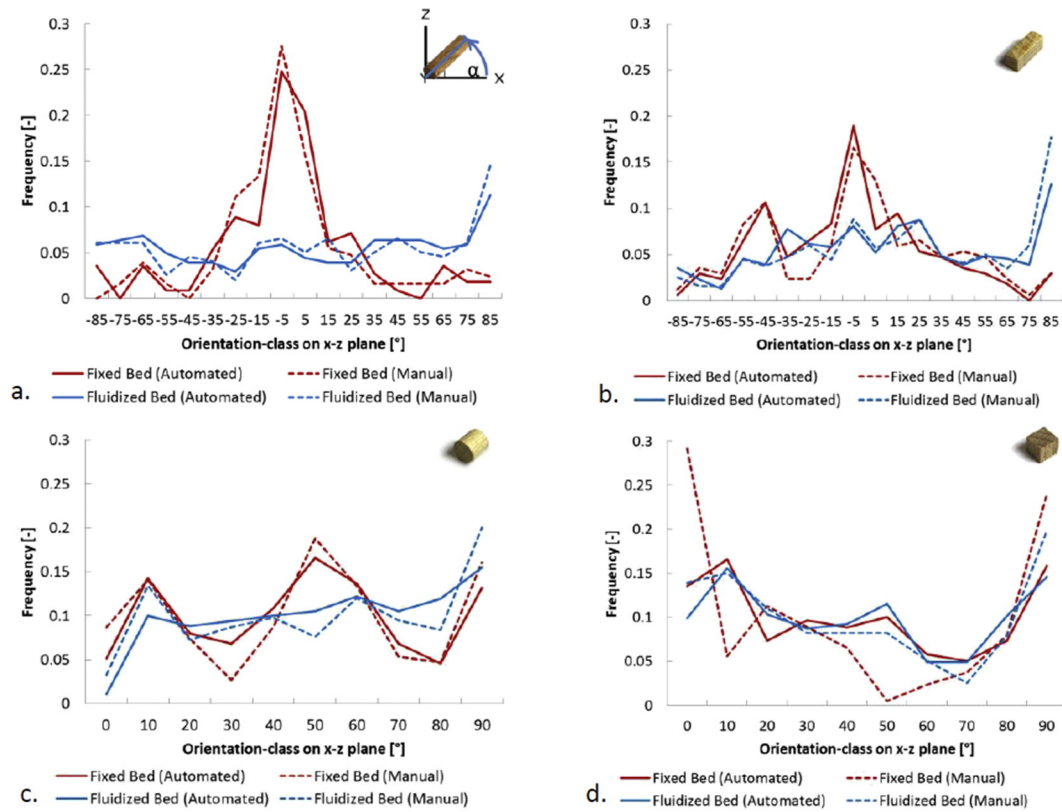 0.3
0.25
0.2
0.15
0.1
0.05
0
Frequency [-]
z
α
x
-85 -75 -65 -55 -45 -35 -25 -15 -5 5 15 25 35 45 55 65 75 85
Orientation-class on x-z plane [°]
Fixed Bed (Automated) Fixed Bed (Manual)
Fluidized Bed (Automated) Fluidized Bed (Manual)
a.
0.3
0.25
0.2
0.15
0.1
0.05
0
Frequency [-]
-85 -75 -65 -55 -45 -35 -25 -15 -5 5 15 25 35 45 55 65 75 85
Orientation-class on x-z plane [°]
Fixed Bed (Automated) Fixed Bed (Manual)
Fluidized Bed (Automated) Fluidized Bed (Manual)
b.
0.3
0.25
0.2
0.15
0.1
0.05
0
Frequency [-]
0 10 20 30 40 50 60 70 80 90
Orientation-class on x-z plane [°]
Fixed Bed (Automated) Fixed Bed (Manual)
Fluidized Bed (Automated) Fluidized Bed (Manual)
c.
0.3
0.25
0.2
0.15
0.1
0.05
0
Frequency [-]
0 10 20 30 40 50 60 70 80 90
Orientation-class on x-z plane [°]
Fixed Bed (Automated) Fixed Bed (Manual)
Fluidized Bed (Automated) Fluidized Bed (Manual)
d.